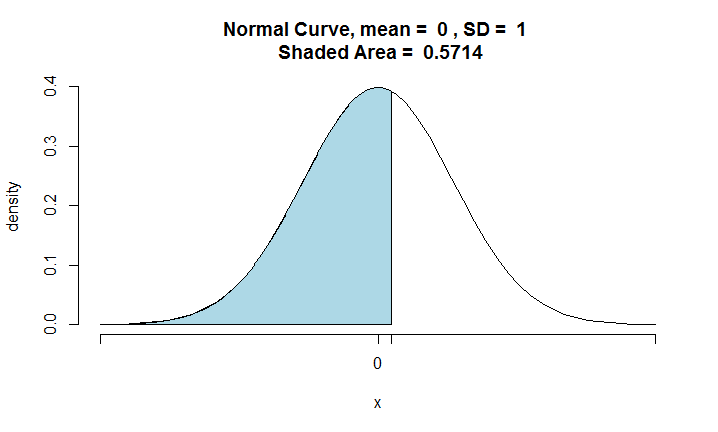 Normal Curve, mean =  0 , SD =  1
Shaded Area =  0.5714
density
0.4
0.3
0.2
0.1
0.0
0
x